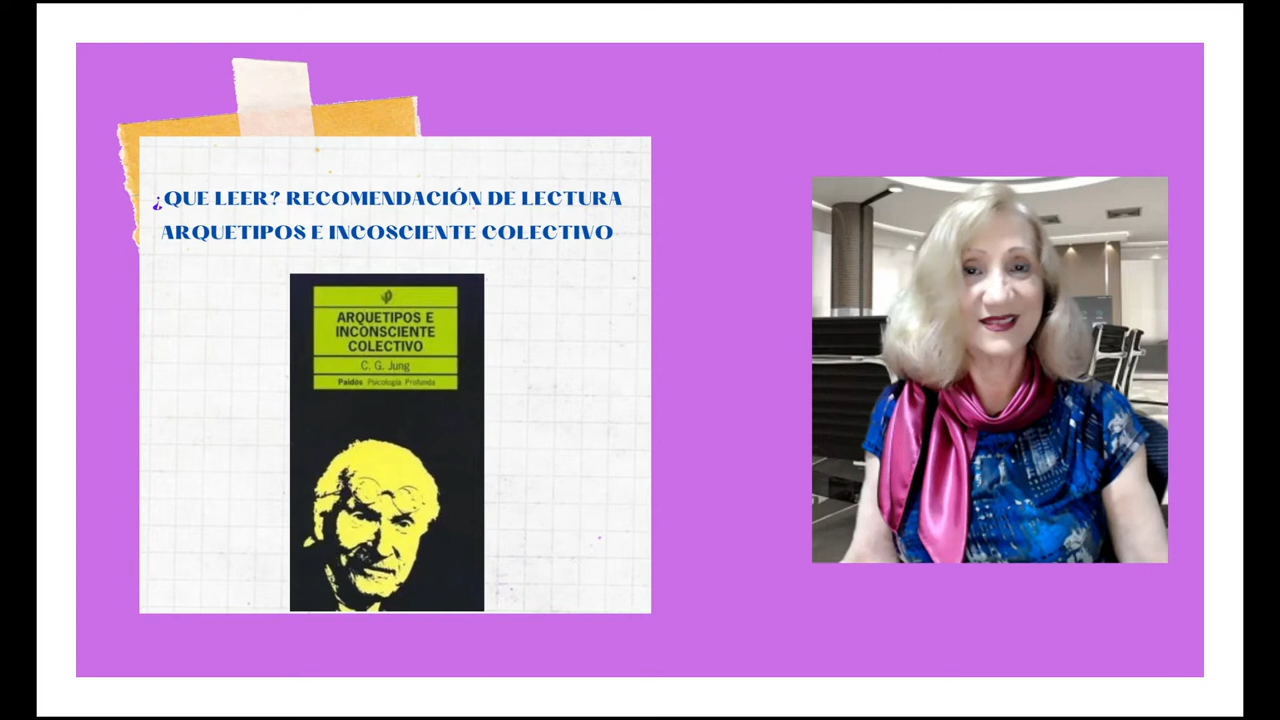 ¿QUE LEER? RECOMENDACIÓN DE LECTURA
ARQUETIPOS E INCOSCIENTE COLECTIVO
ARQUETIPOS E
INCONSCIENTE
COLECTIVO
C. G. Jung
Paidós Psicología Profunda